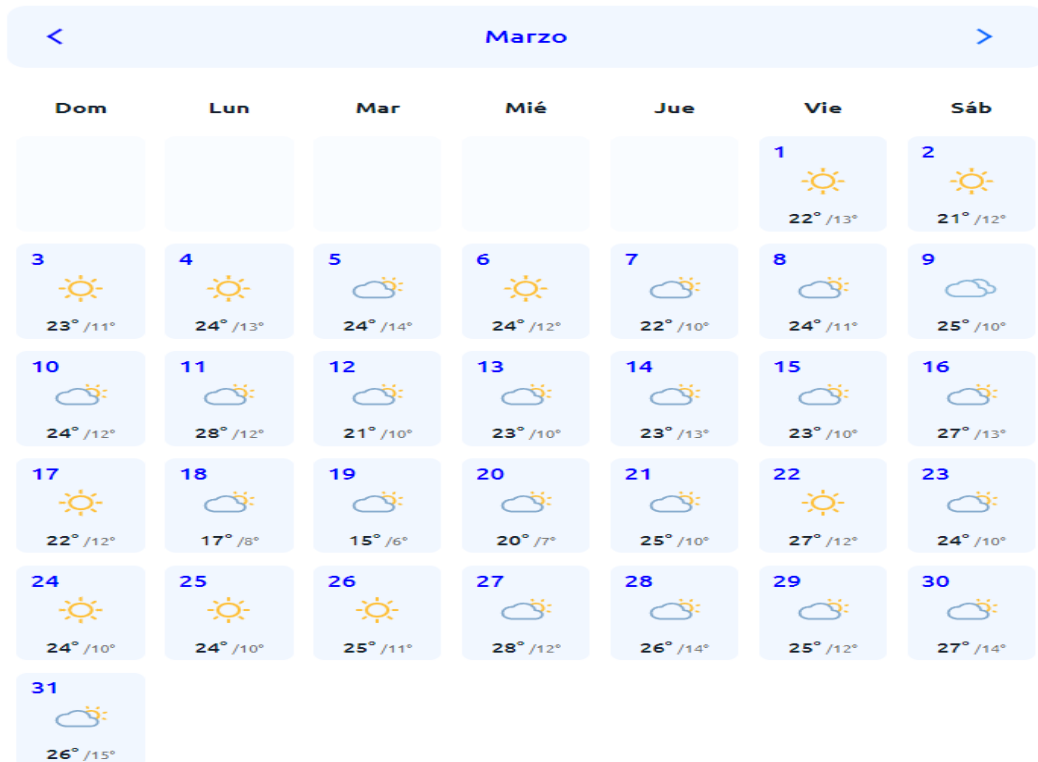 < Marzo >
Dom Lun Mar Mié Jue Vie Sáb
1 2
22° /13° 21° /12°
3 4 5 6 7 8 9
23° /11° 24° /13° 24° /14° 24° /12° 22° /10° 24° /11° 25° /10°
10 11 12 13 14 15 16
24° /12° 28° /12° 21° /10° 23° /10° 23° /13° 23° /10° 27° /13°
17 18 19 20 21 22 23
22° /12° 17° /8° 15° /6° 20° /7° 25° /10° 27° /12° 24° /10°
24 25 26 27 28 29 30
24° /10° 24° /10° 25° /11° 28° /12° 26° /14° 25° /12° 27° /14°
31
26° /15°